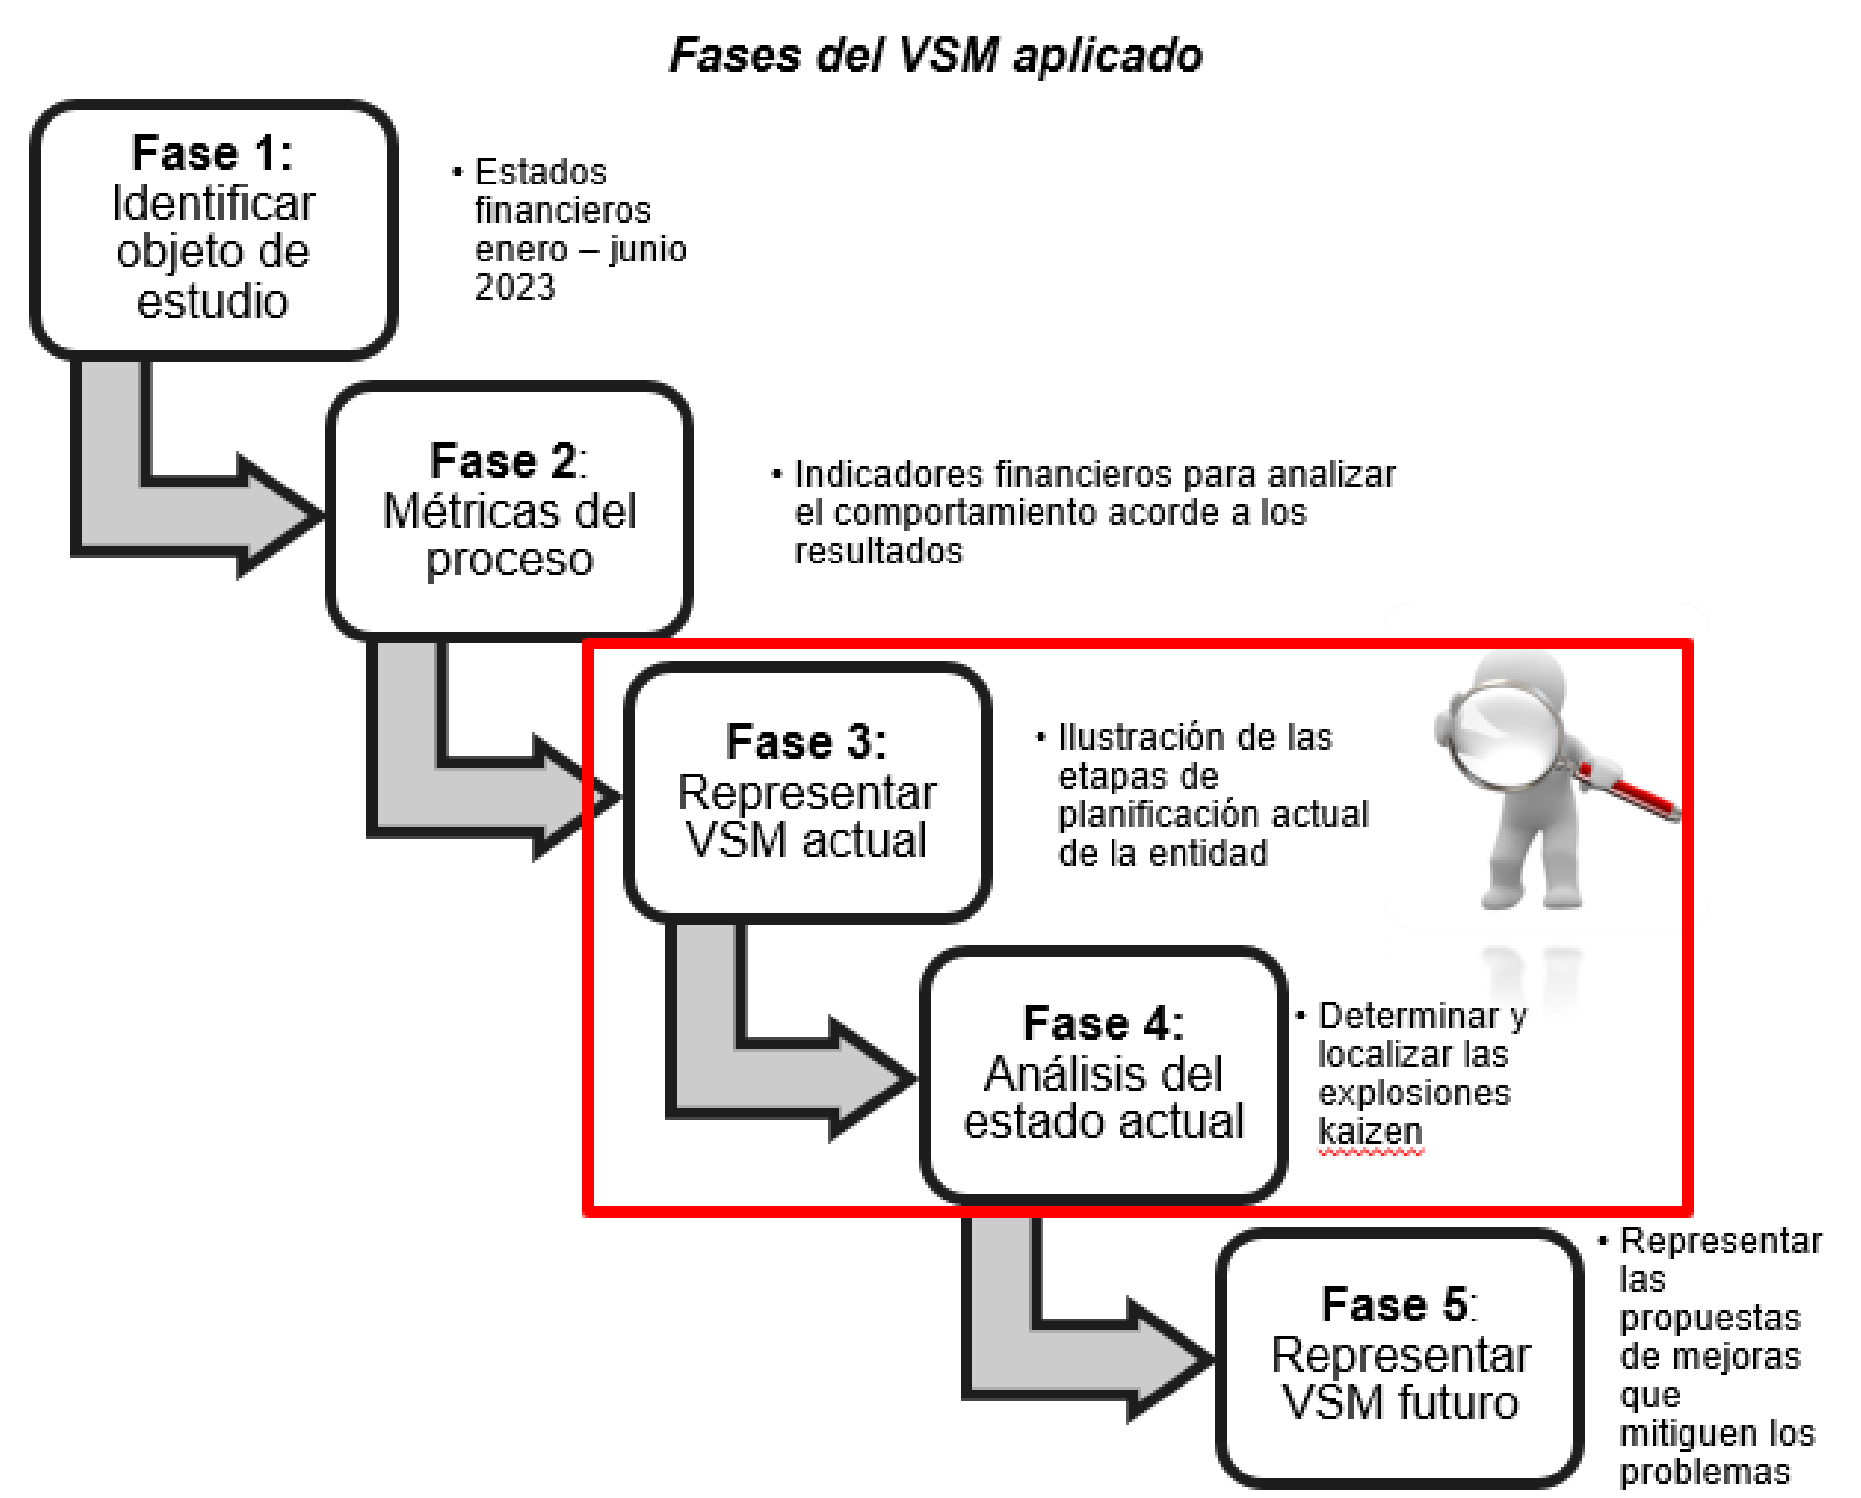 Fases del VSM aplicado
Fase 1:
Identificar
objeto de
estudio
• Estados
financieros
enero – junio
2023
Fase 2:
Métricas del
proceso
• Indicadores financieros para analizar
el comportamiento acorde a los
resultados
Fase 3:
Representar
VSM actual
• Ilustración de las
etapas de
planificación actual
de la entidad
Fase 4:
Análisis del
estado actual
• Determinar y
localizar las
explosiones
kaizen
Fase 5:
Representar
VSM futuro
• Representar
las
propuestas
de mejoras
que
mitiguen los
problemas